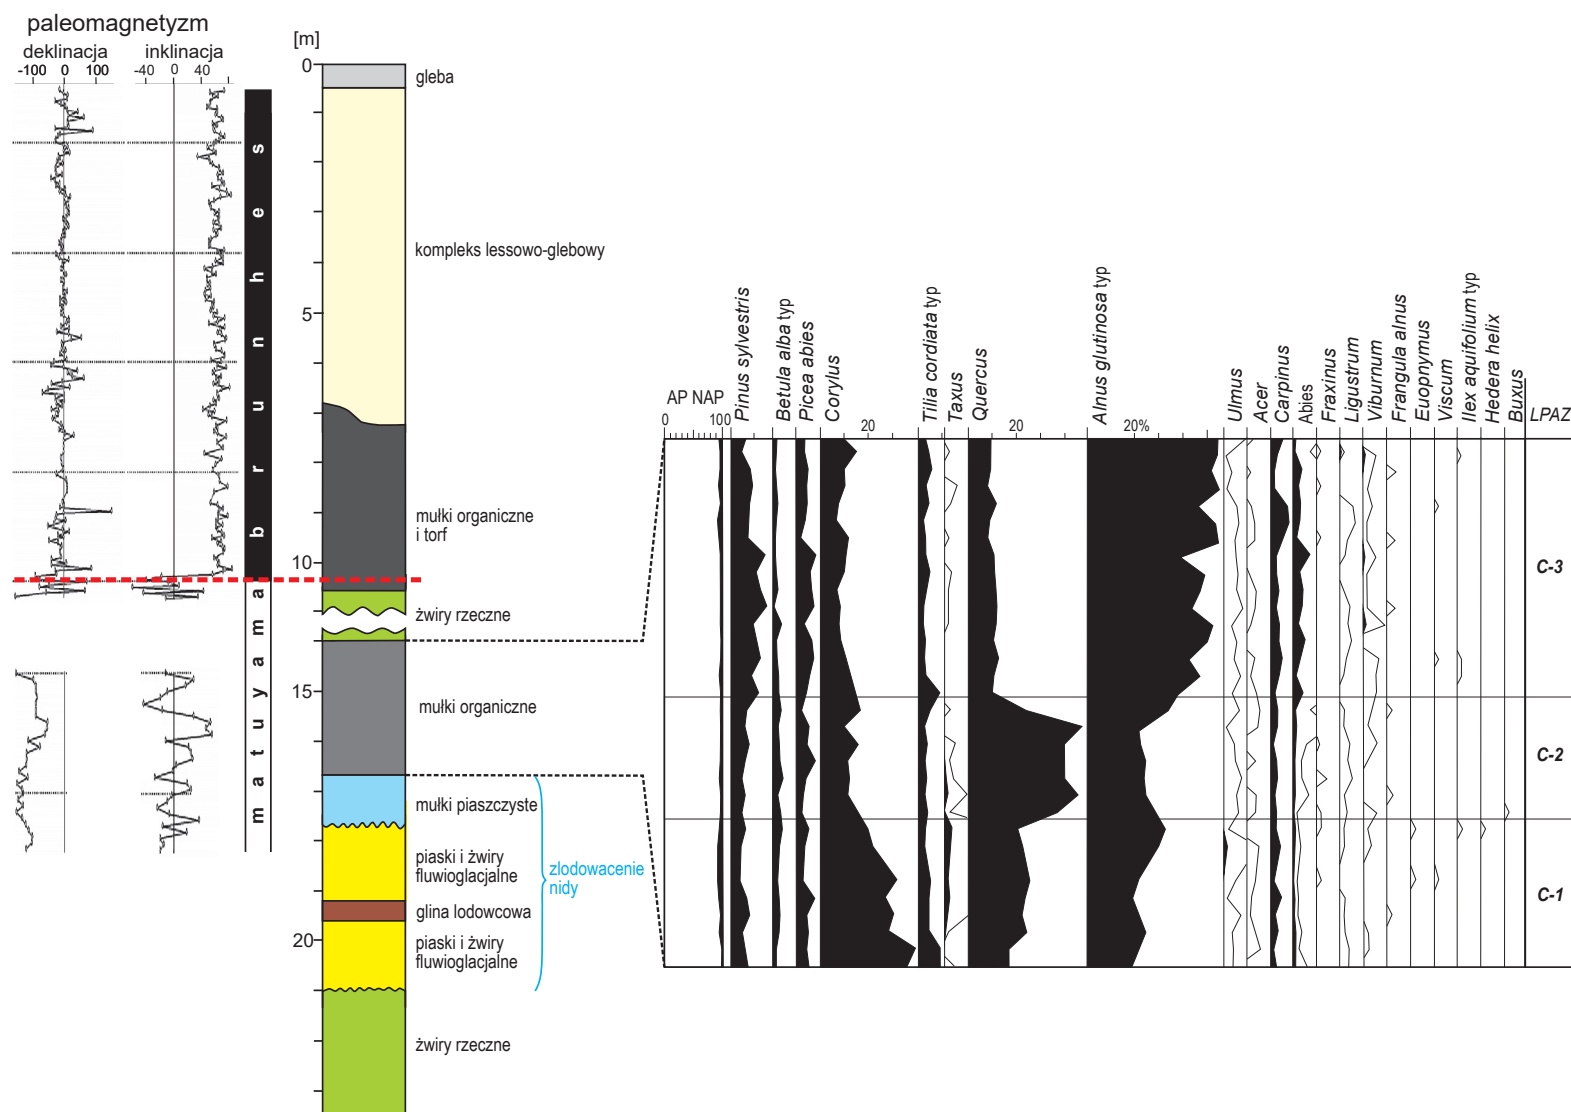 paleomagnetyzm
deklinacja
inklinacja
-100 0 100
-40 0 40
brunhes
matuyama
[m]
0
5
10
15
20
gleba
kompleks lessowo-glebowy
mułki organiczne
i torf
żwiry rzeczne
mułki organiczne
mułki piaszczyste
piaski i żwiry
fluwioglacjalne
glina lodowcowa
piaski i żwiry
fluwioglacjalne
żwiry rzeczne
zlodowacenie
nidy
AP NAP
0 100
Pinus sylvestris
Betula alba typ
Picea abies
Corylus
20
Tilia cordiata typ
Taxus
Quercus
20
Alnus glutinosa typ
20%
Ulmus
Acer
Carpinus
Abies
Fraxinus
Ligustrum
Viburnum
Frangula alnus
Euopnymus
Viscum
Ilex aquifolium typ
Hedera helix
Buxus
LPAZ
C-3
C-2
C-1